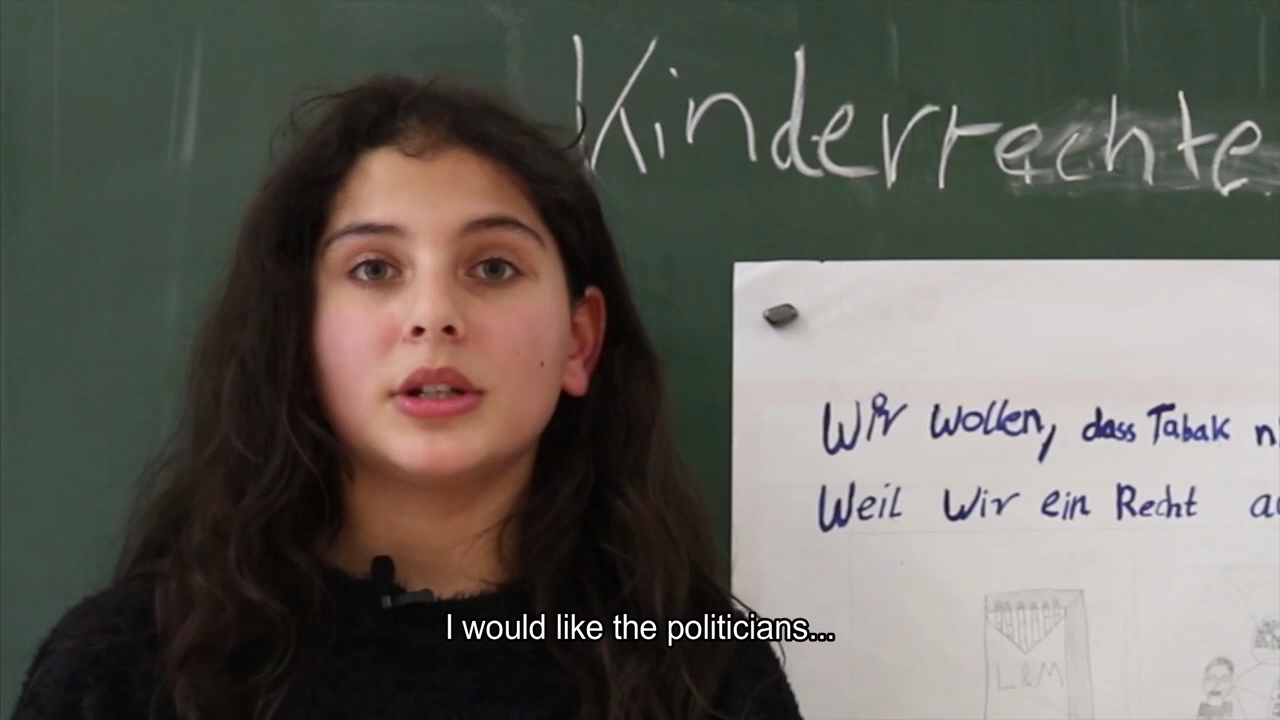 Kinderrechte
Wir wollen, dass Tabak
Weil wir ein Recht
L&M
I would like the politicians...